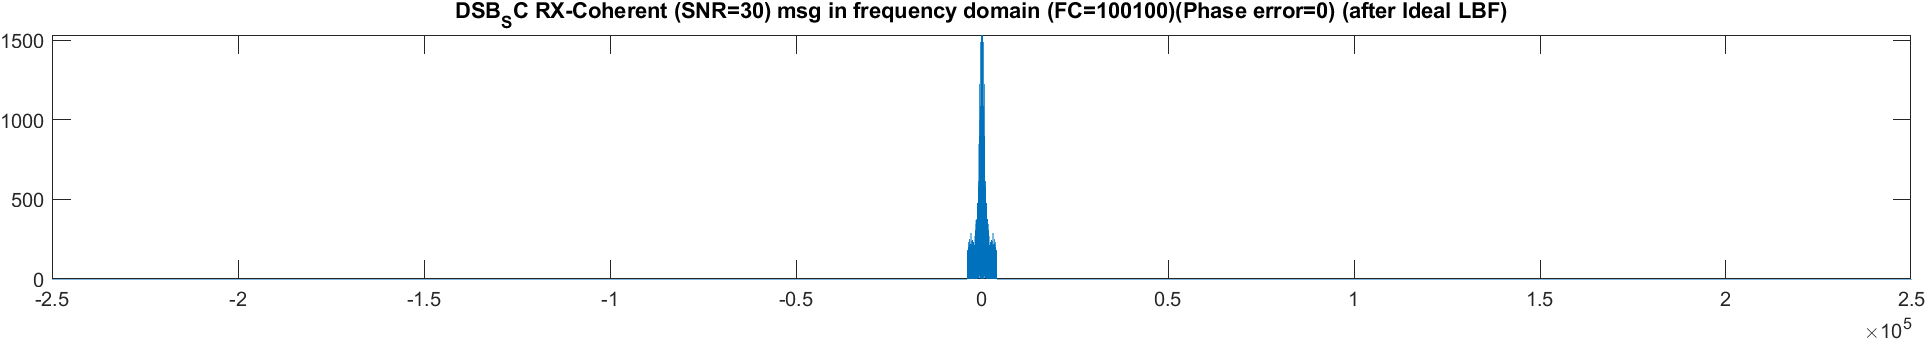 DSB_SC RX-Coherent (SNR=30) msg in frequency domain (FC=100100)(Phase error=0) (after Ideal LBF)
1500
1000
500
0
-2.5 -2 -1.5 -1 -0.5 0 0.5 1 1.5 2 2.5
×10^5